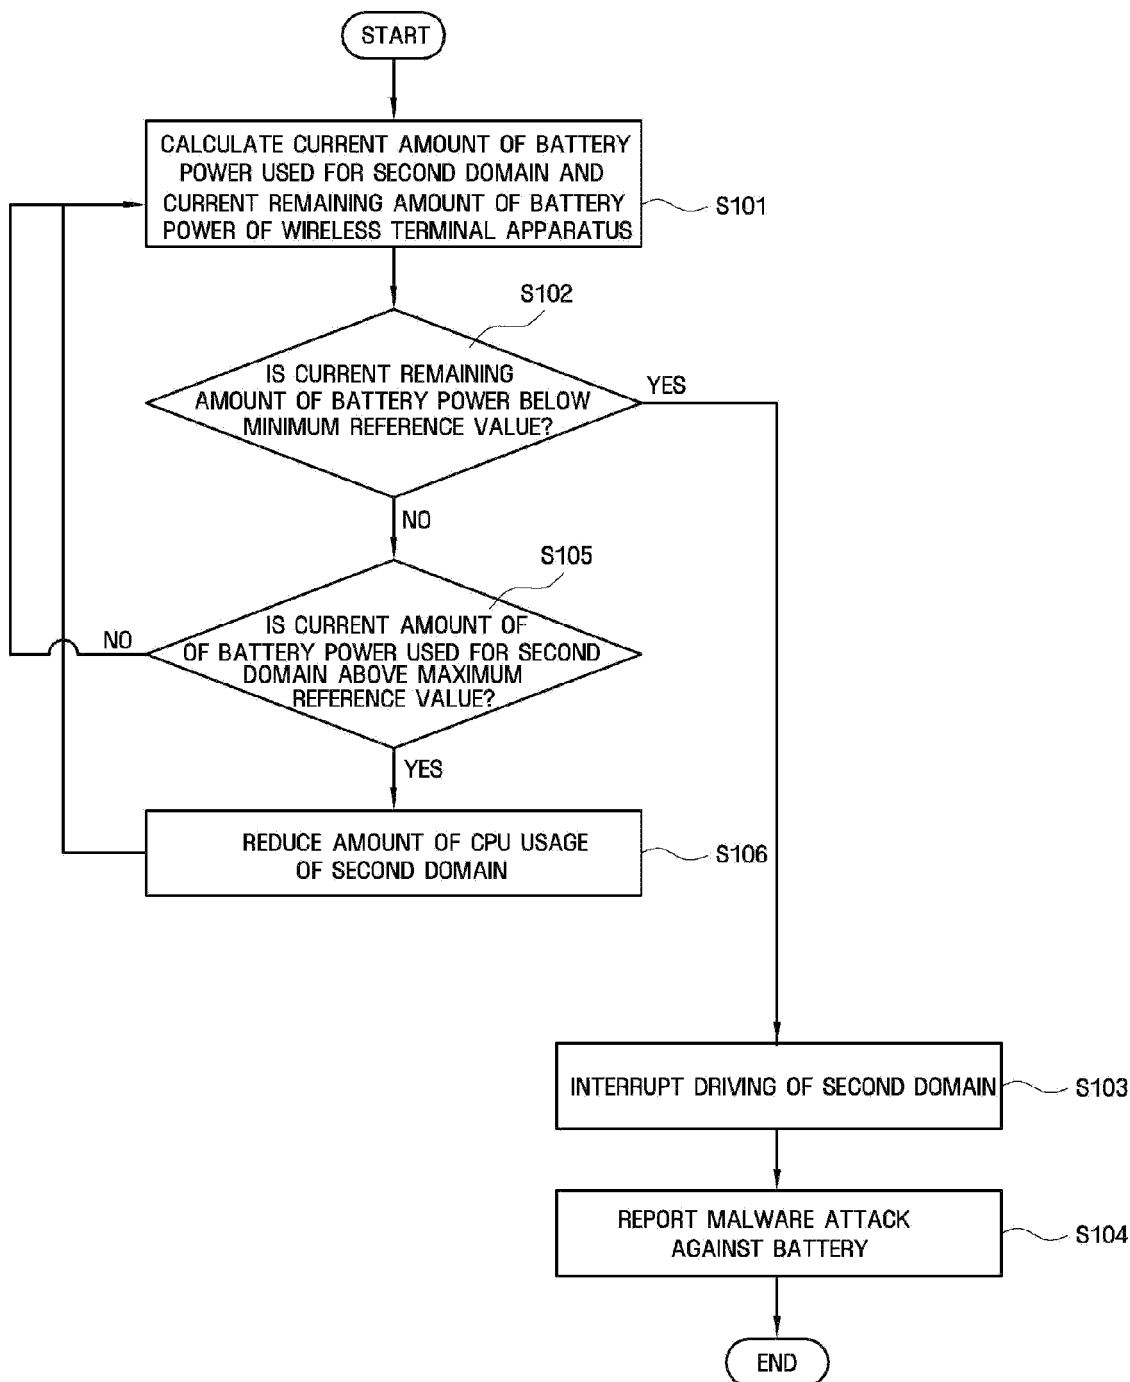 START
CALCULATE CURRENT AMOUNT OF BATTERY
POWER USED FOR SECOND DOMAIN AND
CURRENT REMAINING AMOUNT OF BATTERY
POWER OF WIRELESS TERMINAL APPARATUS
S101
S102
IS CURRENT REMAINING
AMOUNT OF BATTERY POWER BELOW
MINIMUM REFERENCE VALUE?
YES
NO
S105
IS CURRENT AMOUNT OF
OF BATTERY POWER USED FOR SECOND
DOMAIN ABOVE MAXIMUM
REFERENCE VALUE?
NO
YES
REDUCE AMOUNT OF CPU USAGE
OF SECOND DOMAIN
S106
INTERRUPT DRIVING OF SECOND DOMAIN
S103
REPORT MALWARE ATTACK
AGAINST BATTERY
S104
END